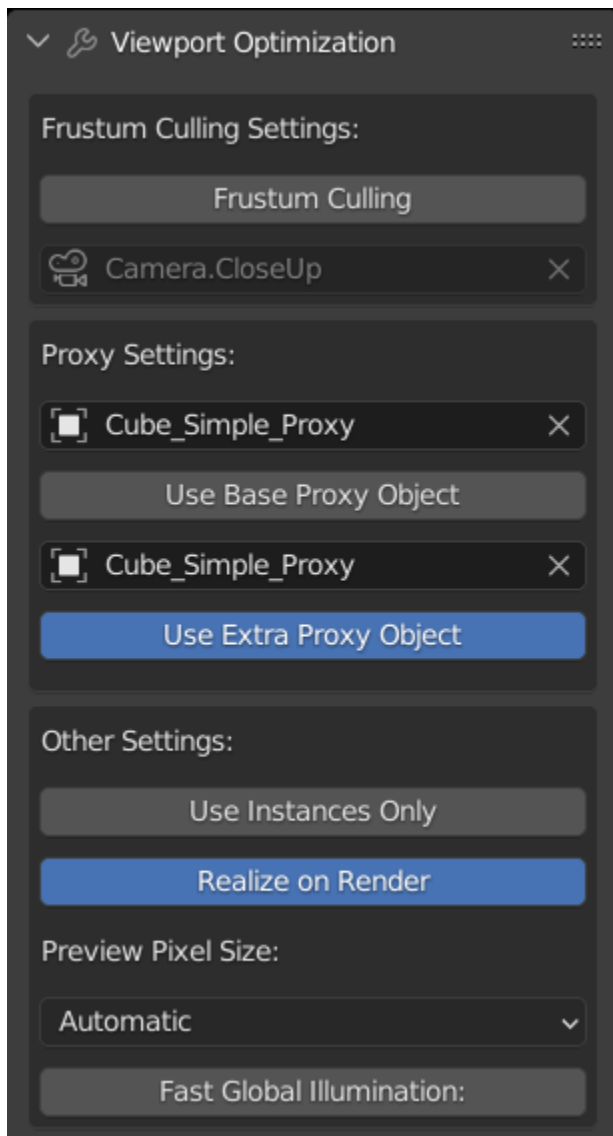 Viewport Optimization
Frustum Culling Settings:
Frustum Culling
Camera.CloseUp
Proxy Settings:
Cube_Simple_Proxy
Use Base Proxy Object
Cube_Simple_Proxy
Use Extra Proxy Object
Other Settings:
Use Instances Only
Realize on Render
Preview Pixel Size:
Automatic
Fast Global Illumination: